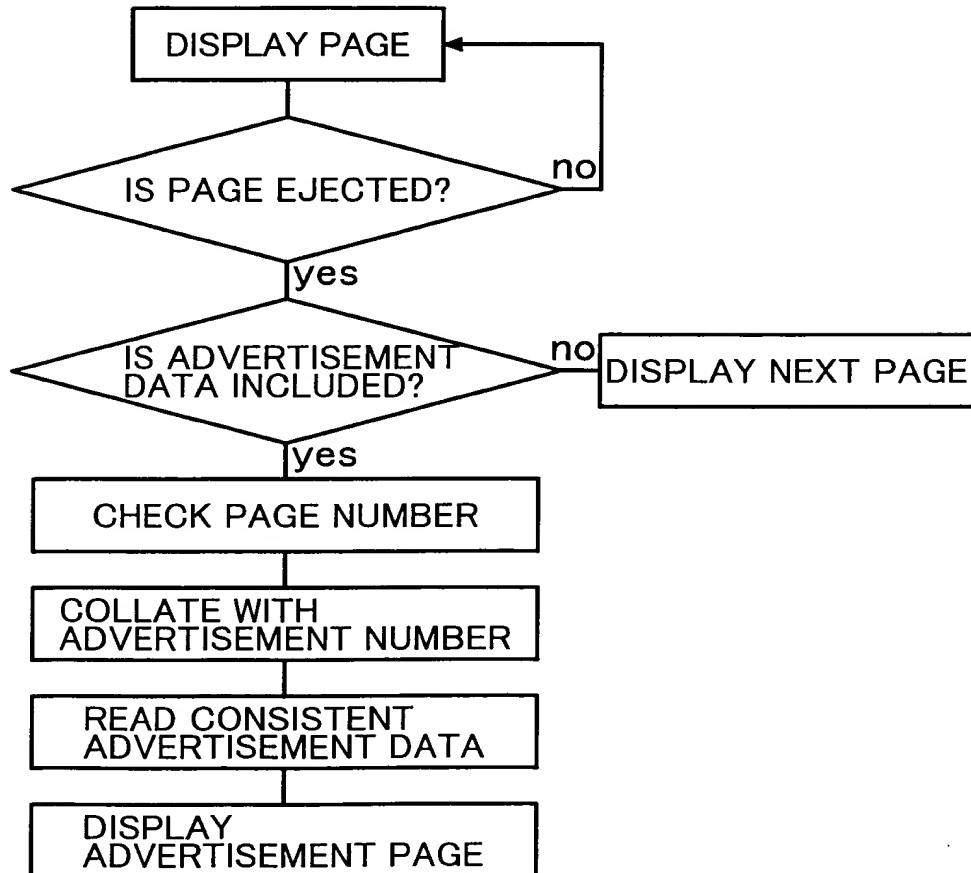 DISPLAY PAGE
IS PAGE EJECTED?
no
yes
IS ADVERTISEMENT
DATA INCLUDED?
no
DISPLAY NEXT PAGE
yes
CHECK PAGE NUMBER
COLLATE WITH
ADVERTISEMENT NUMBER
READ CONSISTENT
ADVERTISEMENT DATA
DISPLAY
ADVERTISEMENT PAGE